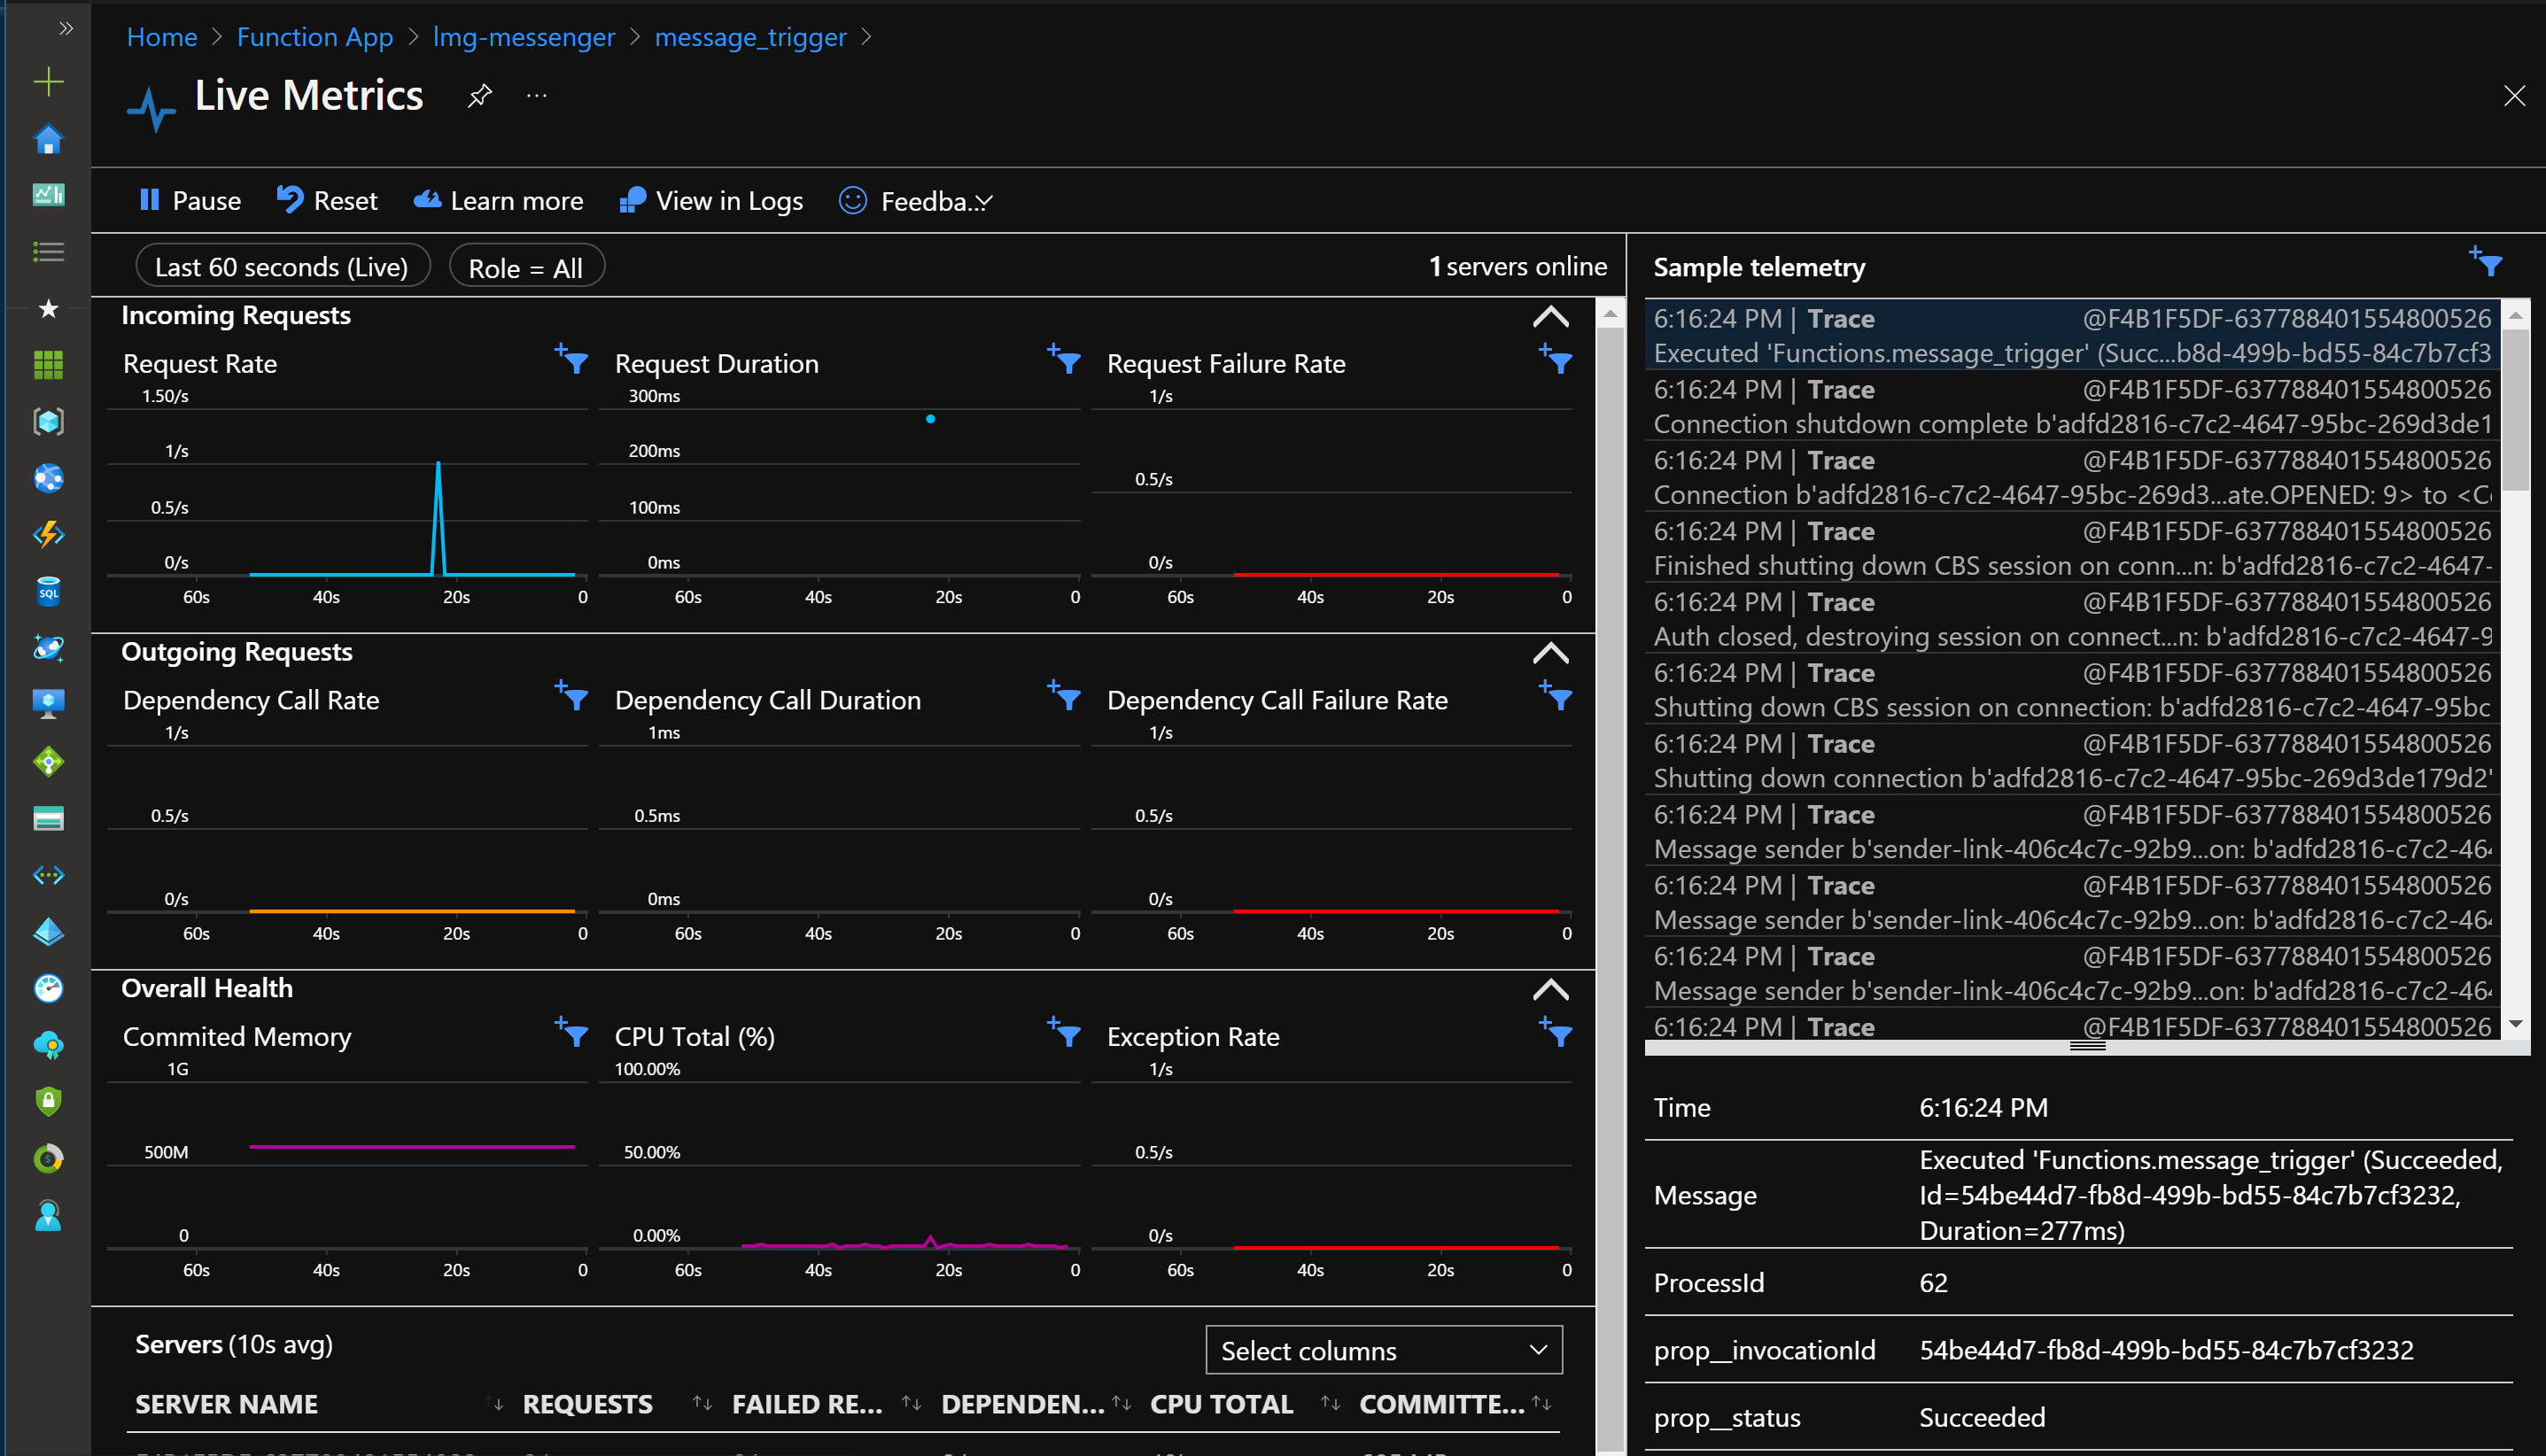 Home > Function App > lmg-messenger > message_trigger >
Live Metrics
Pause Reset Learn more View in Logs Feedba...
Last 60 seconds (Live) Role = All 1 servers online
Incoming Requests
Request Rate
1.50/s
1/s
0.5/s
0/s
60s 40s 20s 0
Request Duration
300ms
200ms
100ms
0ms
60s 40s 20s 0
Request Failure Rate
1/s
0.5/s
0/s
60s 40s 20s 0
Outgoing Requests
Dependency Call Rate
1/s
0.5/s
0/s
60s 40s 20s 0
Dependency Call Duration
1ms
0.5ms
0ms
60s 40s 20s 0
Dependency Call Failure Rate
1/s
0.5/s
0/s
60s 40s 20s 0
Overall Health
Commited Memory
1G
500M
0
60s 40s 20s 0
CPU Total (%)
100.00%
50.00%
0.00%
60s 40s 20s 0
Exception Rate
1/s
0.5/s
0/s
60s 40s 20s 0
Servers (10s avg)
Select columns
SERVER NAME REQUESTS FAILED RE... DEPENDEN... CPU TOTAL COMMITTE...
Sample telemetry
6:16:24 PM | Trace @F4B1F5DF-637788401554800526
Executed 'Functions.message_trigger' (Succ...b8d-499b-bd55-84c7b7cf3
6:16:24 PM | Trace @F4B1F5DF-637788401554800526
Connection shutdown complete b'adfd2816-c7c2-4647-95bc-269d3de1
6:16:24 PM | Trace @F4B1F5DF-637788401554800526
Connection b'adfd2816-c7c2-4647-95bc-269d3...ate.OPENED: 9> to <C
6:16:24 PM | Trace @F4B1F5DF-637788401554800526
Finished shutting down CBS session on conn...n: b'adfd2816-c7c2-4647-
6:16:24 PM | Trace @F4B1F5DF-637788401554800526
Auth closed, destroying session on connect...n: b'adfd2816-c7c2-4647-9
6:16:24 PM | Trace @F4B1F5DF-637788401554800526
Shutting down CBS session on connection: b'adfd2816-c7c2-4647-95bc
6:16:24 PM | Trace @F4B1F5DF-637788401554800526
Shutting down connection b'adfd2816-c7c2-4647-95bc-269d3de179d2'
6:16:24 PM | Trace @F4B1F5DF-637788401554800526
Message sender b'sender-link-406c4c7c-92b9...on: b'adfd2816-c7c2-464
6:16:24 PM | Trace @F4B1F5DF-637788401554800526
Message sender b'sender-link-406c4c7c-92b9...on: b'adfd2816-c7c2-464
6:16:24 PM | Trace @F4B1F5DF-637788401554800526
Message sender b'sender-link-406c4c7c-92b9...on: b'adfd2816-c7c2-464
6:16:24 PM | Trace @F4B1F5DF-637788401554800526
Time 6:16:24 PM
Message Executed 'Functions.message_trigger' (Succeeded,
Id=54be44d7-fb8d-499b-bd55-84c7b7cf3232,
Duration=277ms)
ProcessId 62
prop__invocationId 54be44d7-fb8d-499b-bd55-84c7b7cf3232
prop__status Succeeded